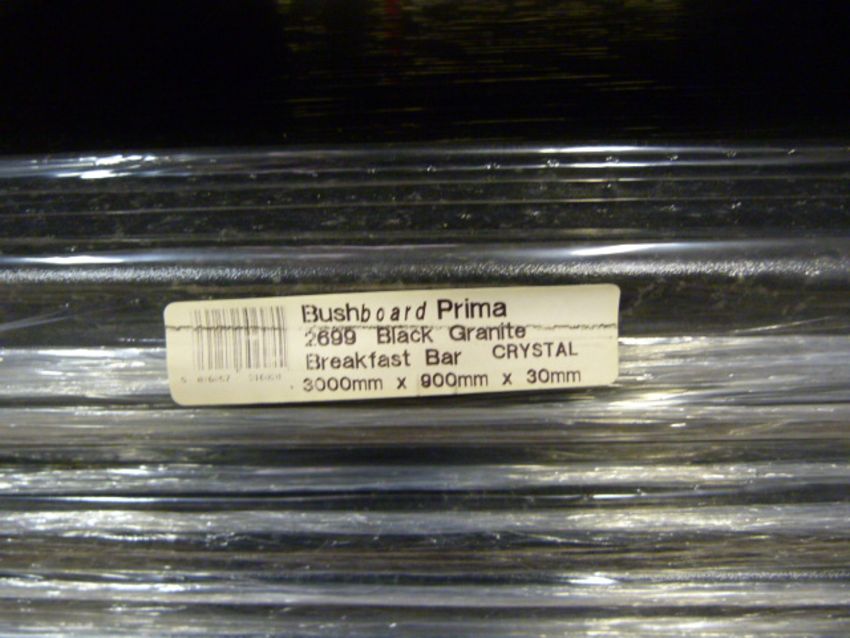 Bushboard Prima
2699 Black Granite
Breakfast Bar CRYSTAL
3000mm x 900mm x 30mm